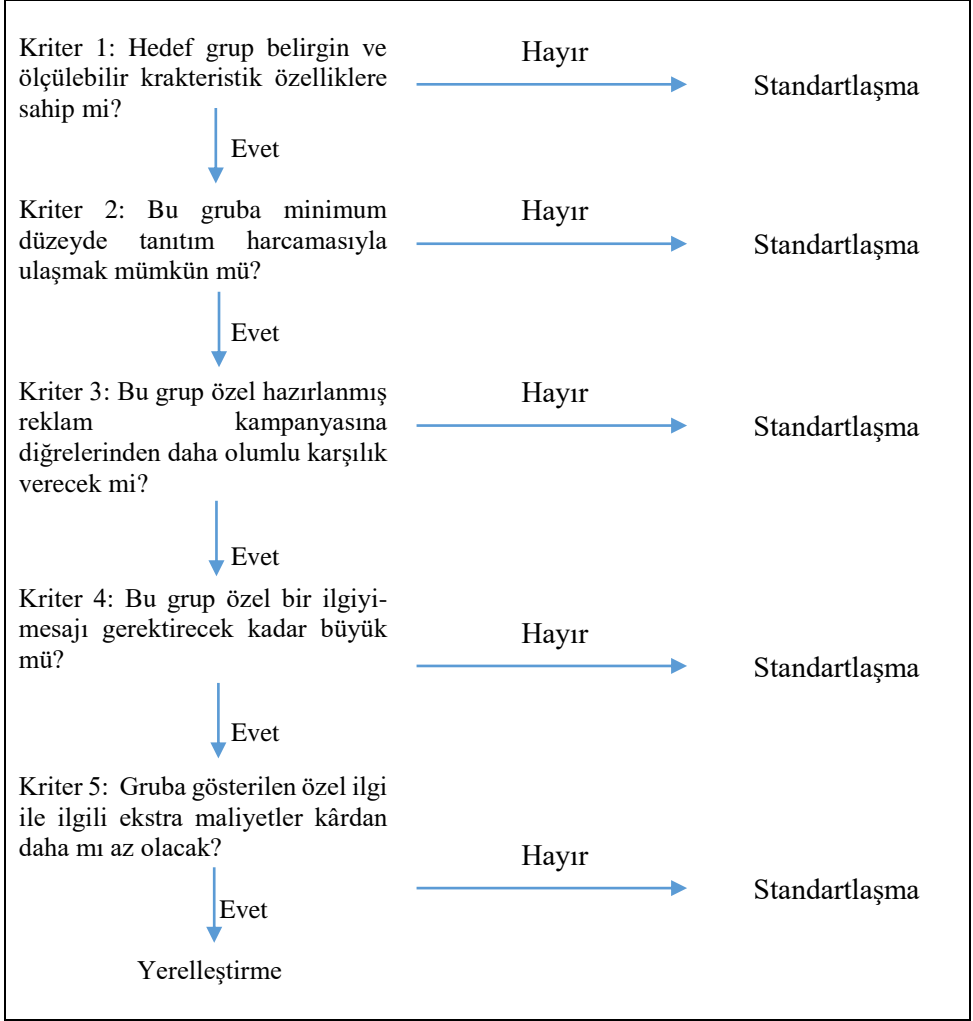 Kriter 1: Hedef grup belirgin ve
ölçülebilir krakteristik özelliklere
sahip mi?
Hayır
Standartlaşma
Evet
Kriter 2: Bu gruba minimum
düzeyde tanıtım harcamasıyla
ulaşmak mümkün mü?
Hayır
Standartlaşma
Evet
Kriter 3: Bu grup özel hazırlanmış
reklam kampanyasına
diğrelerinden daha olumlu karşılık
verecek mi?
Hayır
Standartlaşma
Evet
Kriter 4: Bu grup özel bir ilgiyi-
mesajı gerektirecek kadar büyük
mü?
Hayır
Standartlaşma
Evet
Kriter 5: Gruba gösterilen özel ilgi
ile ilgili ekstra maliyetler kârdan
daha mı az olacak?
Hayır
Standartlaşma
Evet
Yerelleştirme